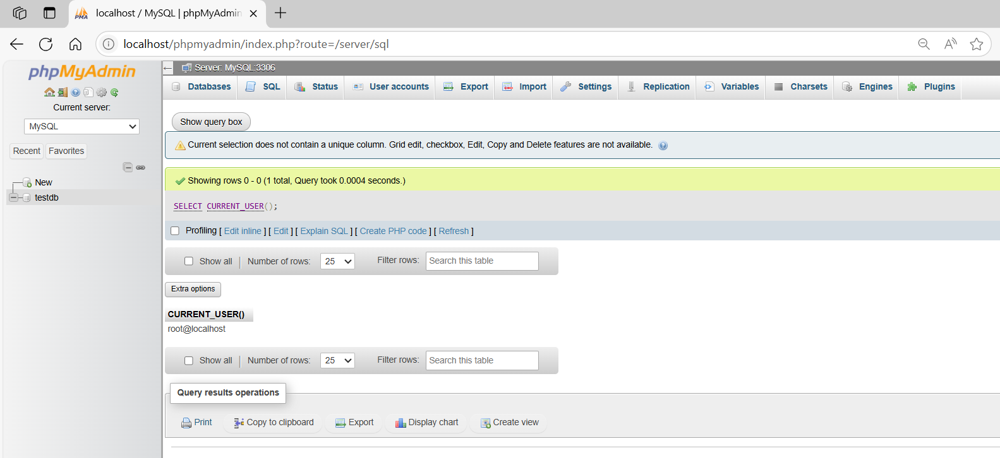 PMA
localhost / MySQL | phpMyAdmin
localhost/phpmyadmin/index.php?route=/server/sql
phpMyAdmin
Current server:
MySQL
Recent Favorites
New
testdb
Server: MySQL:3306
Databases SQL Status User accounts Export Import Settings Replication Variables Charsets Engines Plugins
Show query box
Current selection does not contain a unique column. Grid edit, checkbox, Edit, Copy and Delete features are not available.
Showing rows 0 - 0 (1 total, Query took 0.0004 seconds.)
SELECT CURRENT_USER();
Profiling [ Edit inline ] [ Edit ] [ Explain SQL ] [ Create PHP code ] [ Refresh ]
Show all | Number of rows: 25 Filter rows: Search this table
Extra options
CURRENT_USER()
root@localhost
Show all | Number of rows: 25 Filter rows: Search this table
Query results operations
Print Copy to clipboard Export Display chart Create view